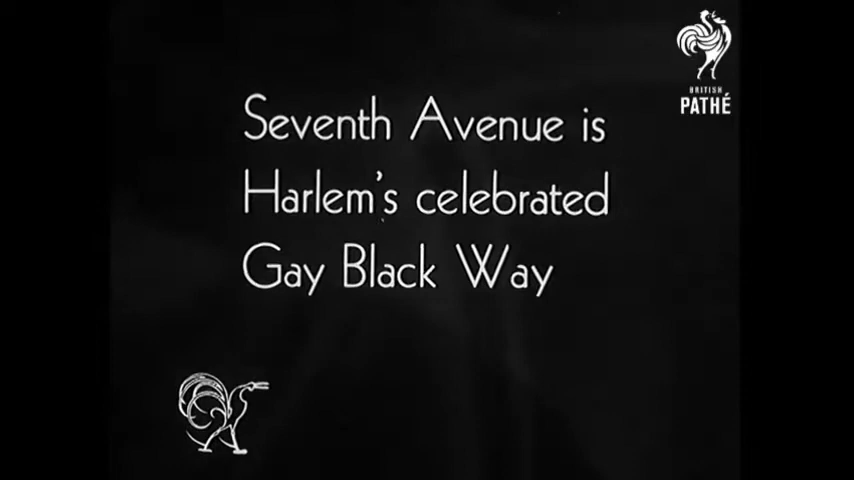 BRITISH
PATHÉ
Seventh Avenue is
Harlem's celebrated
Gay Black Way